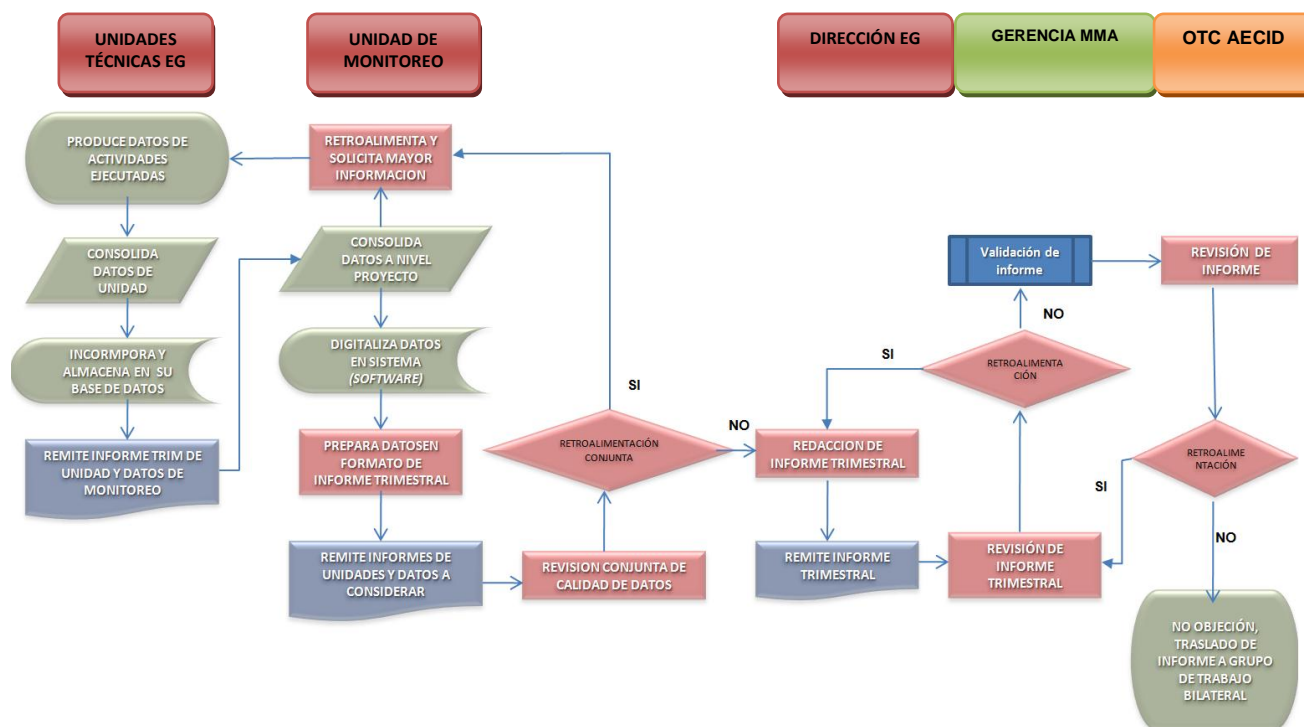 UNIDADES
TÉCNICAS EG
UNIDAD DE
MONITOREO
DIRECCIÓN EG
GERENCIA MMA
OTC AECID
PRODUCE DATOS DE
ACTIVIDADES
EJECUTADAS
CONSOLIDA
DATOS DE
UNIDAD
INCORMPORA Y
ALMACENA EN SU
BASE DE DATOS
REMITE INFORME TRIM DE
UNIDAD Y DATOS DE
MONITOREO
RETROALIMENTA Y
SOLICITA MAYOR
INFORMACION
CONSOLIDA
DATOS A NIVEL
PROYECTO
DIGITALIZA DATOS
EN SISTEMA
(SOFTWARE)
PREPARA DATOSEN
FORMATO DE
INFORME TRIMESTRAL
REMITE INFORMES DE
UNIDADES Y DATOS A
CONSIDERAR
REVISION CONJUNTA DE
CALIDAD DE DATOS
SI
RETROALIMENTACIÓN
CONJUNTA
NO
REDACCION DE
INFORME TRIMESTRAL
REMITE INFORME
TRIMESTRAL
REVISIÓN DE
INFORME
TRIMESTRAL
SI
RETROALIMENTA
CIÓN
NO
Validación de
informe
REVISIÓN DE
INFORME
RETROALIME
NTACIÓN
SI
NO
NO OBJECIÓN,
TRASLADO DE
INFORME A GRUPO
DE TRABAJO
BILATERAL